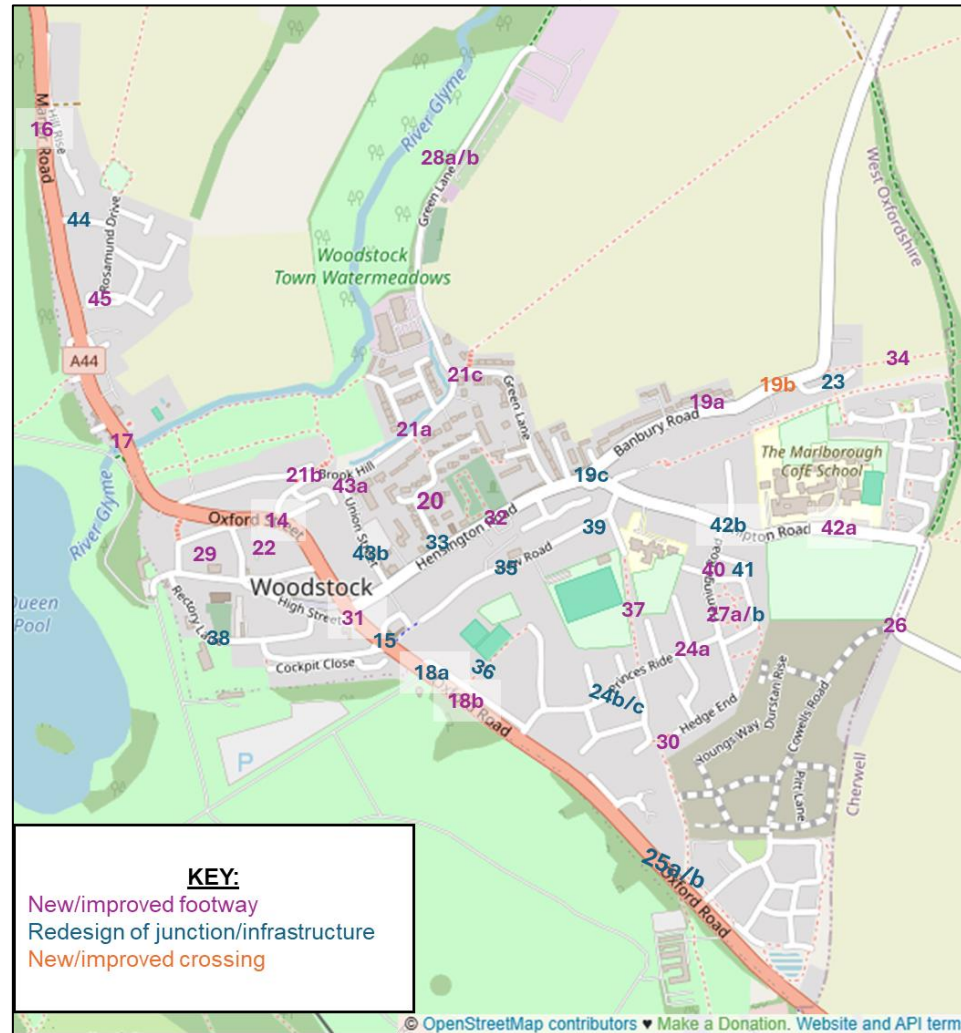 16
Manor Road
Hill Rise
44
Rosamund Drive
45
A44
17
River Glyme
28a/b
Green Lane
Woodstock
Town Watermeadows
West Oxfordshire
34
21c
Green Lane
19a
19b
23
Banbury Road
21a
The Marlborough
CofE School
21b
Brook Hill
43a
20
19c
14
Oxford Street
Union Street
32
Hensington Road
39
42b
42a
River Glyme
29
22
43b
33
35
40
41
Woodstock
High Street
31
37
27a/b
Queen
Pool
Rectory Lane
38
15
26
Cockpit Close
18a
36
24a
18b
Oxford Road
24b/c
Hedge End
30
Youngs Way
Durstan Rise
Cowells Road
Pitt Lane
P
Cherwell
25a/b
Oxford Road
KEY:
New/improved footway
Redesign of junction/infrastructure
New/improved crossing
© OpenStreetMap contributors ♥ Make a Donation. Website and API term